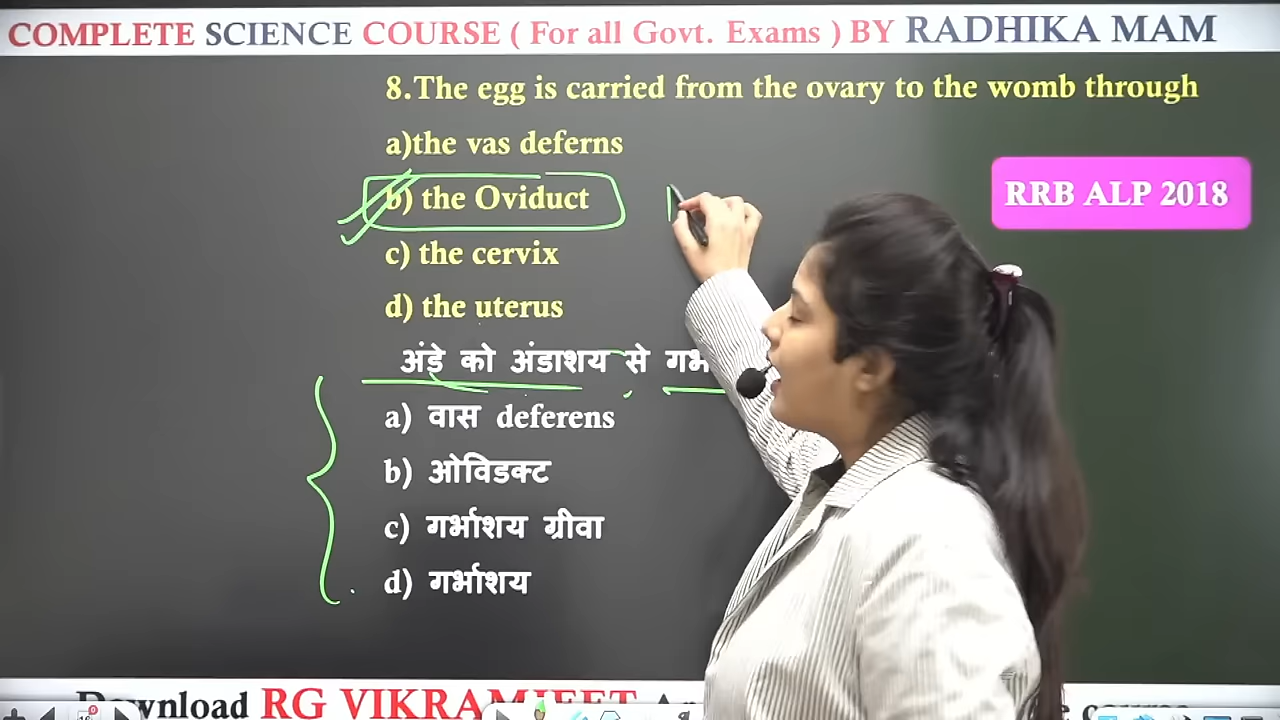 COMPLETE SCIENCE COURSE ( For all Govt. Exams ) BY RADHIKA MAM
8.The egg is carried from the ovary to the womb through
a)the vas deferns
b) the Oviduct
RRB ALP 2018
c) the cervix
d) the uterus
अंडे को अंडाशय से
a) वास deferens
b) ओविडक्ट
c) गर्भाशय ग्रीवा
d) गर्भाशय
Download RG VIKRAMJEET